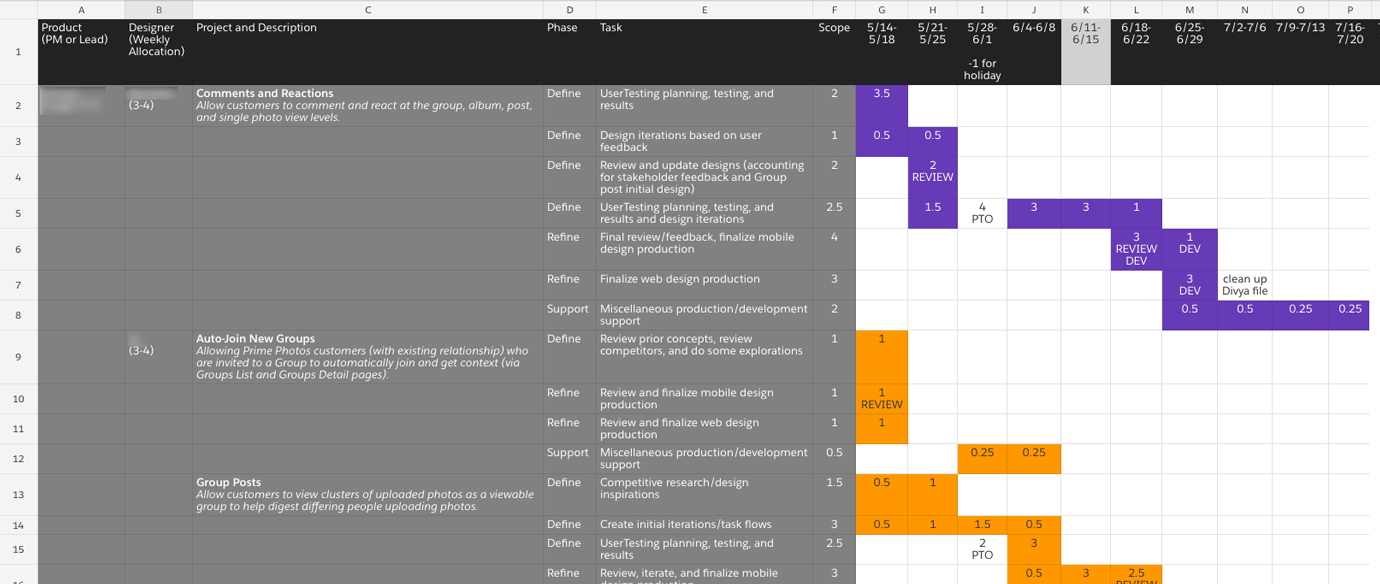 A B C D E F G H I J K L M N O P
1 Product (PM or Lead) Designer (Weekly Allocation) Project and Description Phase Task Scope 5/14-5/18 5/21-5/25 5/28-6/1 -1 for holiday 6/4-6/8 6/11-6/15 6/18-6/22 6/25-6/29 7/2-7/6 7/9-7/13 7/16-7/20
2 (3-4) Comments and Reactions
Allow customers to comment and react at the group, album, post,
and single photo view levels.
Define UserTesting planning, testing, and
results
2 3.5
3 Define Design iterations based on user
feedback
1 0.5 0.5
4 Define Review and update designs (accounting
for stakeholder feedback and Group
post initial design)
2 2
REVIEW
5 Define UserTesting planning, testing, and
results and design iterations
2.5 1.5 4
PTO
3 3 1
6 Refine Final review/feedback, finalize mobile
design production
4 3
REVIEW
DEV
1
DEV
7 Refine Finalize web design production 3 3
DEV
clean up
Divya file
8 Support Miscellaneous production/development
support
2 0.5 0.5 0.25 0.25
9 (3-4) Auto-Join New Groups
Allowing Prime Photos customers (with existing relationship) who
are invited to a Group to automatically join and get context (via
Groups List and Groups Detail pages).
Define Review prior concepts, review
competitors, and do some explorations
1 1
10 Refine Review and finalize mobile design
production
1 1
REVIEW
11 Refine Review and finalize web design
production
1 1
12 Support Miscellaneous production/development
support
0.5 0.25 0.25
13 Group Posts
Allow customers to view clusters of uploaded photos as a viewable
group to help digest differing people uploading photos.
Define Competitive research/design
inspirations
1.5 0.5 1
14 Define Create initial iterations/task flows 3 0.5 1 1.5 0.5
15 Define UserTesting planning, testing, and
results
2.5 2
PTO
3
Refine Review, iterate, and finalize mobile
3 0.5 3 2.5